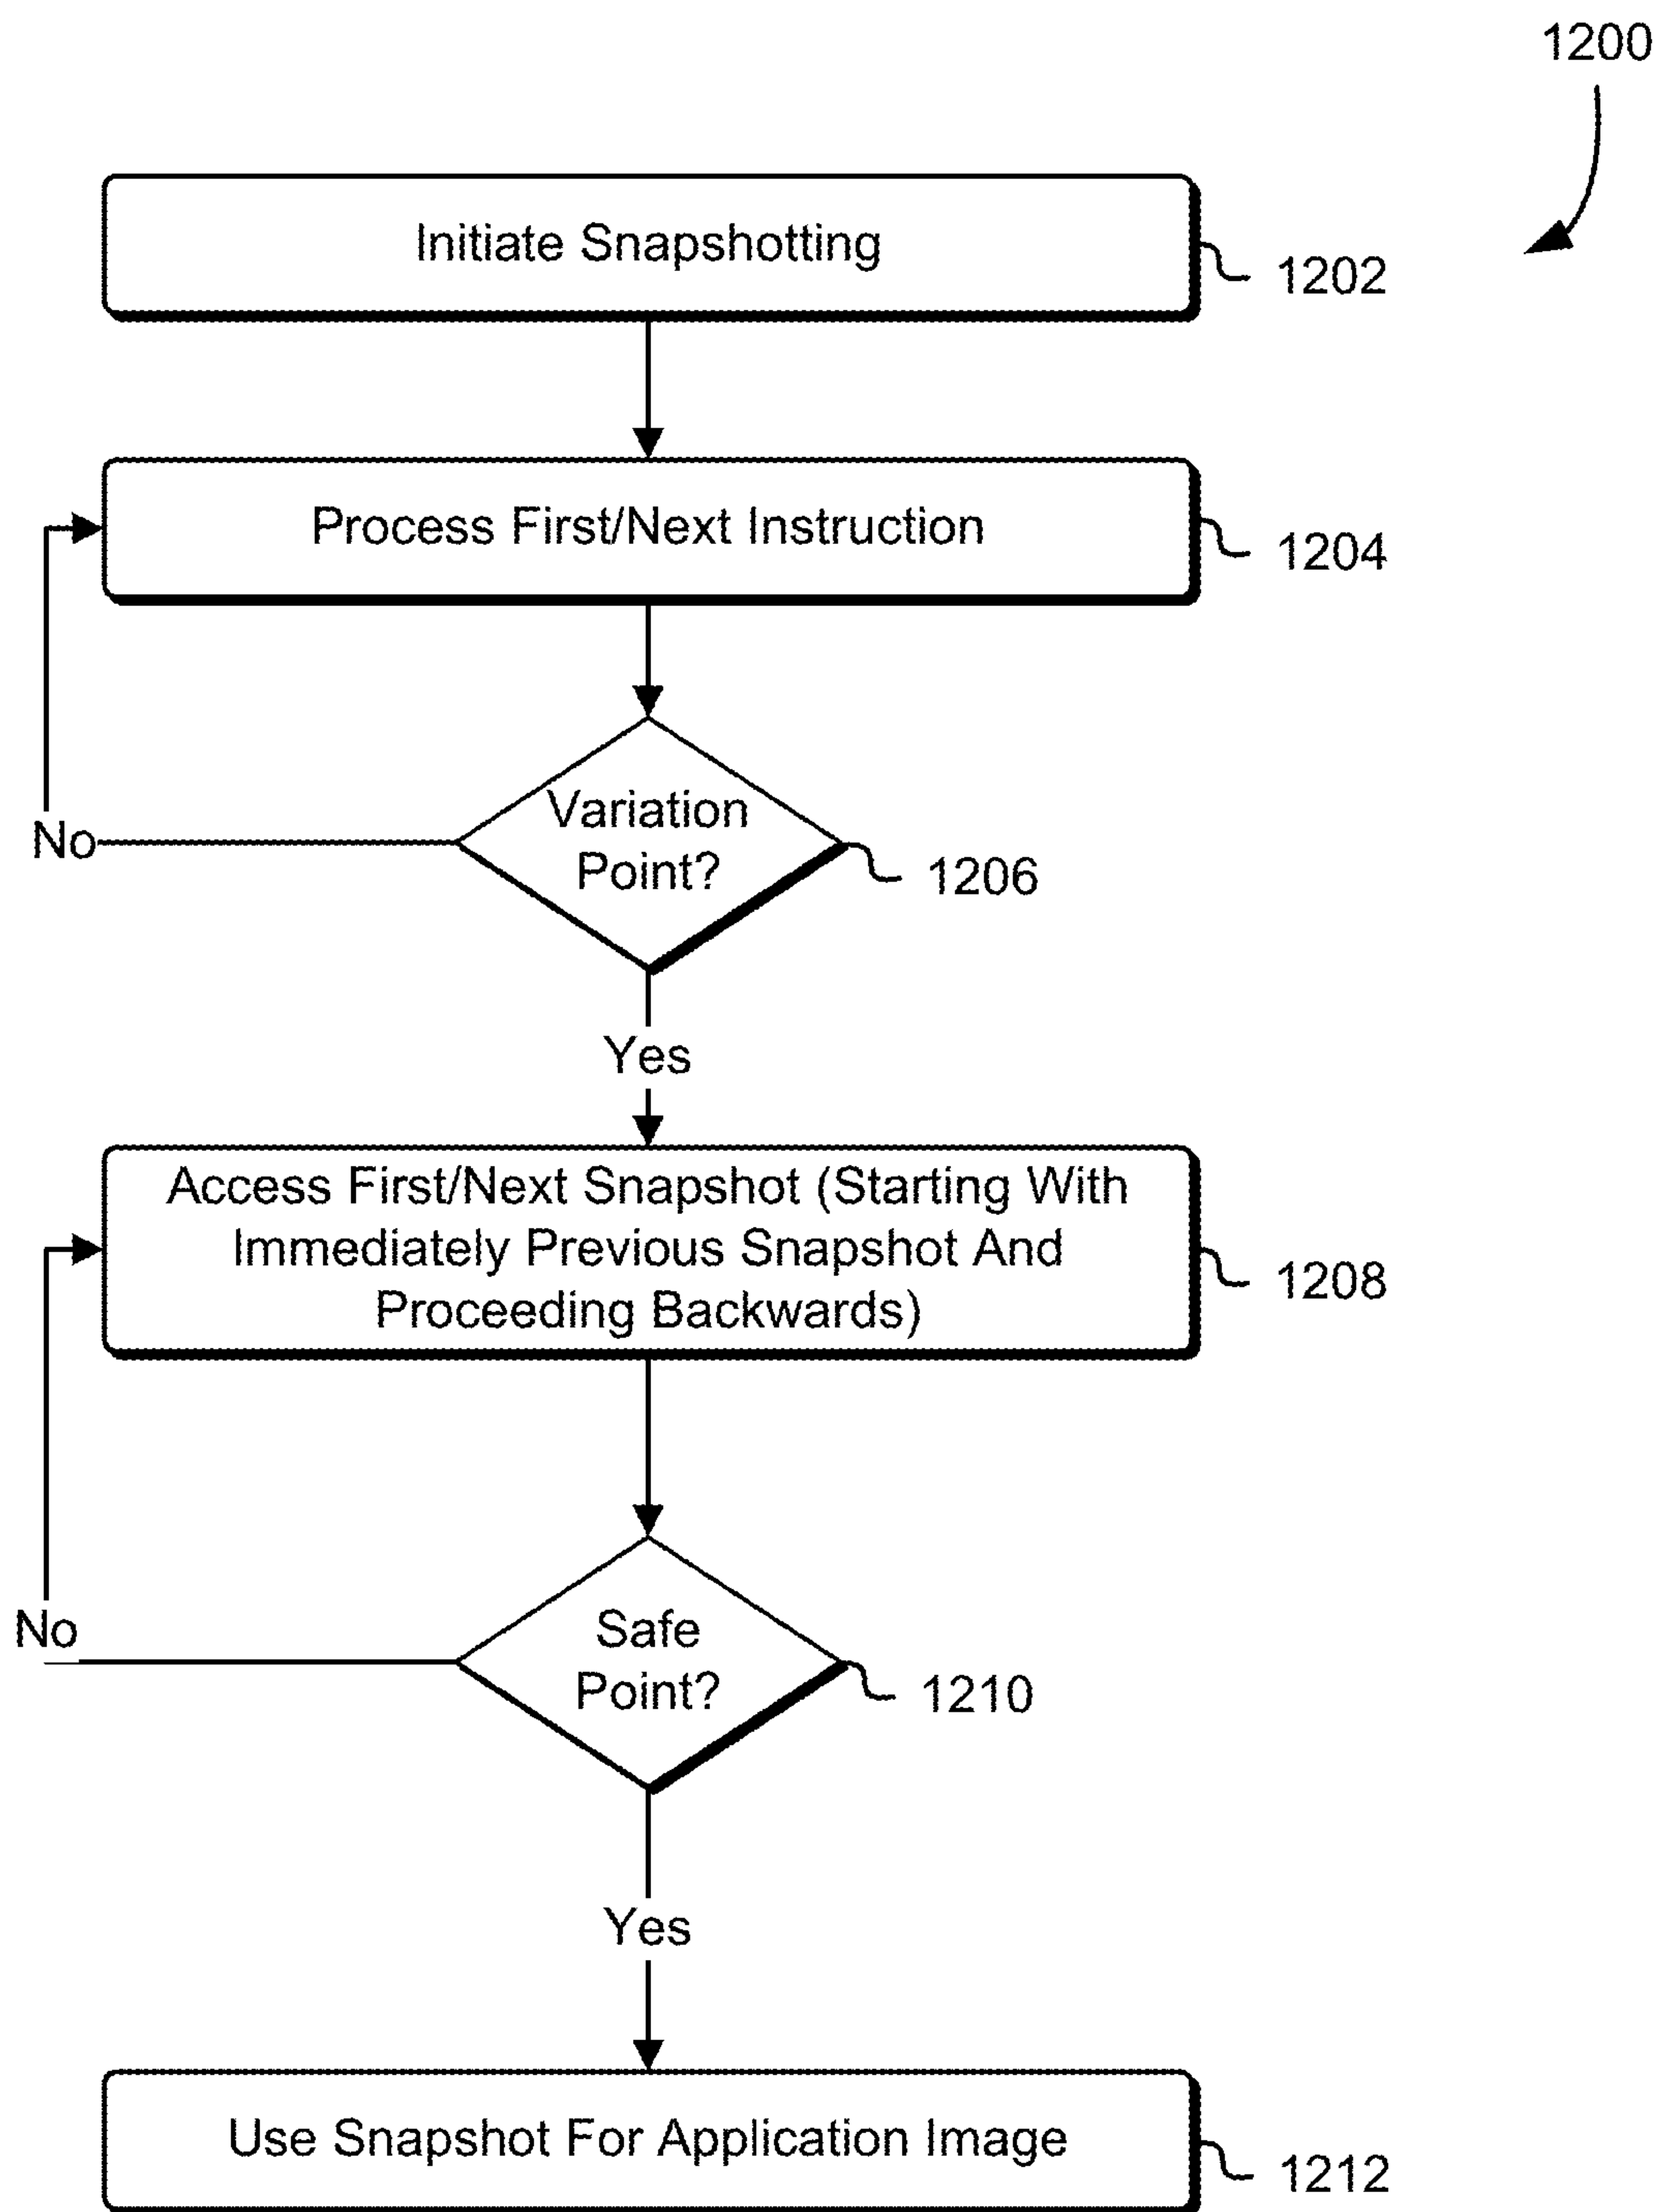 1200
Initiate Snapshotting
1202
Process First/Next Instruction
1204
Variation
Point?
No
1206
Yes
Access First/Next Snapshot (Starting With
Immediately Previous Snapshot And
Proceeding Backwards)
1208
Safe
Point?
No
1210
Yes
Use Snapshot For Application Image
1212